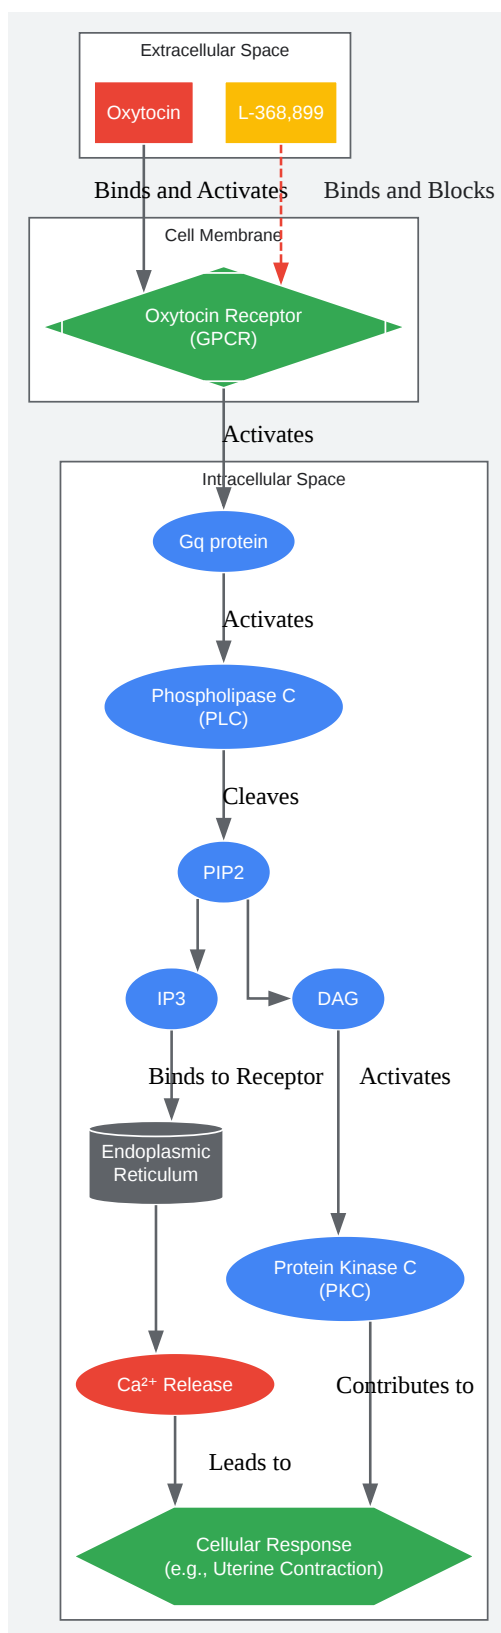 Extracellular Space
Oxytocin
L-368,899
Binds and Activates
Binds and Blocks
Cell Membrane
Oxytocin Receptor
(GPCR)
Activates
Intracellular Space
Gq protein
Activates
Phospholipase C
(PLC)
Cleaves
PIP2
IP3
DAG
Binds to Receptor
Activates
Endoplasmic
Reticulum
Protein Kinase C
(PKC)
Ca²⁺ Release
Contributes to
Leads to
Cellular Response
(e.g., Uterine Contraction)